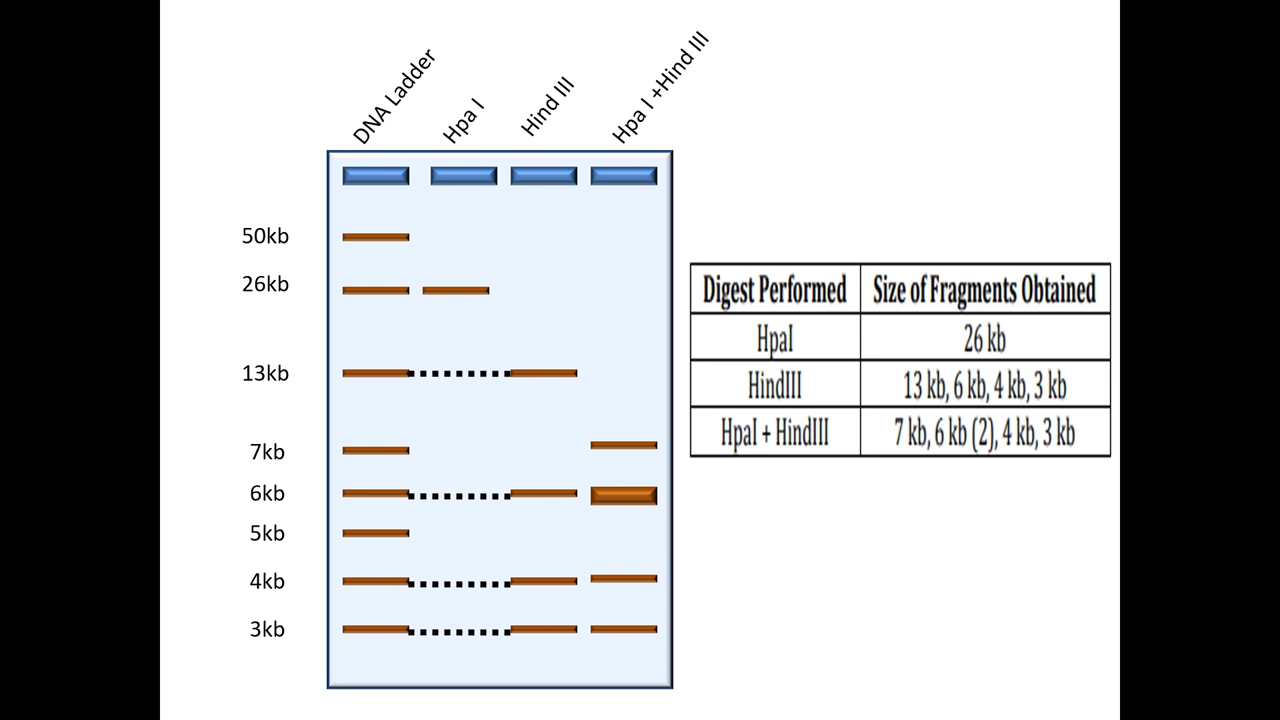 DNA Ladder
Hpa I
Hind III
Hpa I +Hind III
50kb
26kb
13kb
7kb
6kb
5kb
4kb
3kb
Digest Performed Size of Fragments Obtained
HpaI 26 kb
HindIII 13 kb, 6 kb, 4 kb, 3 kb
HpaI + HindIII 7 kb, 6 kb (2), 4 kb, 3 kb